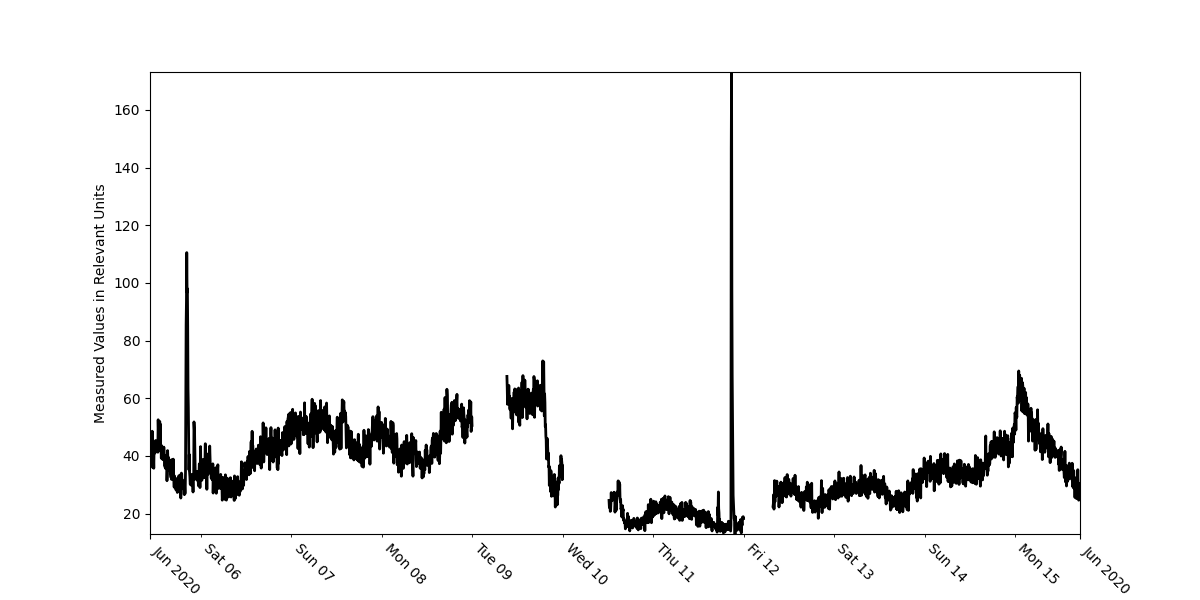 160
140
120
100
80
60
40
20
Measured Values in Relevant Units
Jun 2020
Sat 06
Sun 07
Mon 08
Tue 09
Wed 10
Thu 11
Fri 12
Sat 13
Sun 14
Mon 15
Jun 2020